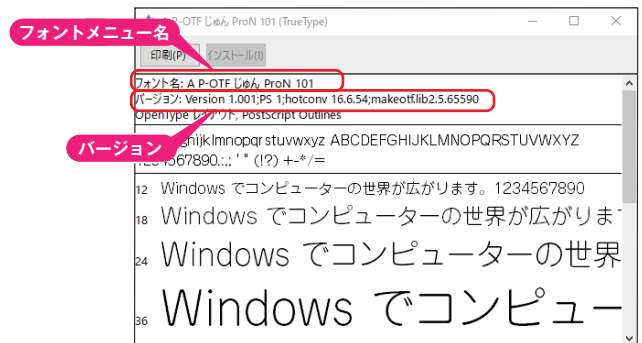 フォントメニュー名
A P-OTF じゅん ProN 101 (TrueType)
印刷(P)
インストール(I)
フォント名: A P-OTF じゅん ProN 101
バージョン: Version 1.001;PS 1;hotconv 16.6.54;makeotf.lib2.5.65590
OpenType レイアウト, PostScript Outlines
バージョン
ghijklmnopqrstuvwxyz ABCDEFGHIJKLMNOPQRSTUVWXYZ
1234567890.:,; ' " (!?) +-*/=
12 Windows でコンピューターの世界が広がります。1234567890
18 Windows でコンピューターの世界が広がりま
24 Windows でコンピューターの世界
36 Windows でコンピュー